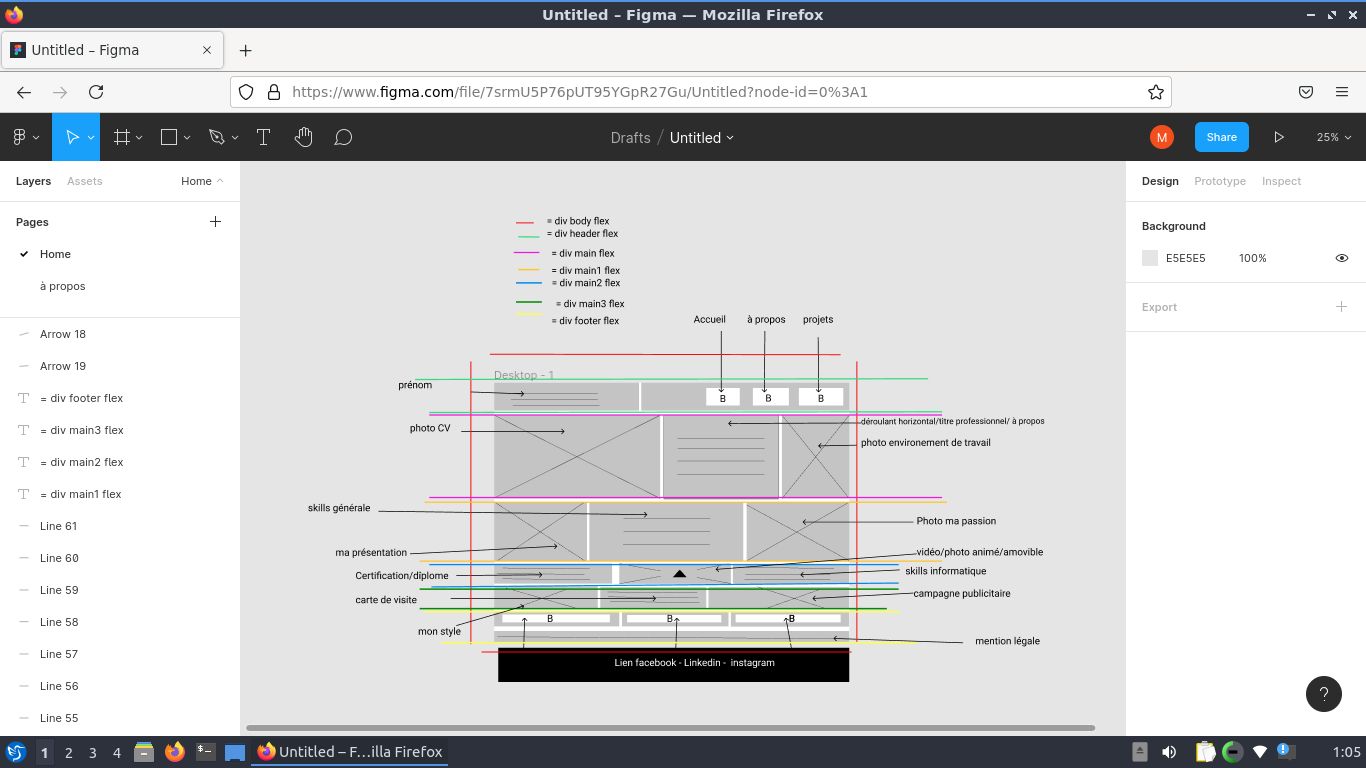 Untitled – Figma — Mozilla Firefox
Untitled – Figma
https://www.figma.com/file/7srmU5P76pUT95YGpR27Gu/Untitled?node-id=0%3A1
Drafts / Untitled
M
Share
25%
Layers Assets Home
Pages
Home
à propos
Arrow 18
Arrow 19
= div footer flex
= div main3 flex
= div main2 flex
= div main1 flex
Line 61
Line 60
Line 59
Line 58
Line 57
Line 56
Line 55
= div body flex
= div header flex
= div main flex
= div main1 flex
= div main2 flex
= div main3 flex
= div footer flex
Accueil à propos projets
Desktop - 1
prénom
B B B
photo CV
déroulant horizontal/titre professionnel/ à propos
photo environement de travail
skills générale
Photo ma passion
ma présentation
vidéo/photo animé/amovible
Certification/diplome
skills informatique
carte de visite
campagne publicitaire
B B B
mon style
mention légale
Lien facebook - Linkedin - instagram
Design Prototype Inspect
Background
E5E5E5 100%
Export
?
1 2 3 4
Untitled – F…illa Firefox
1:05